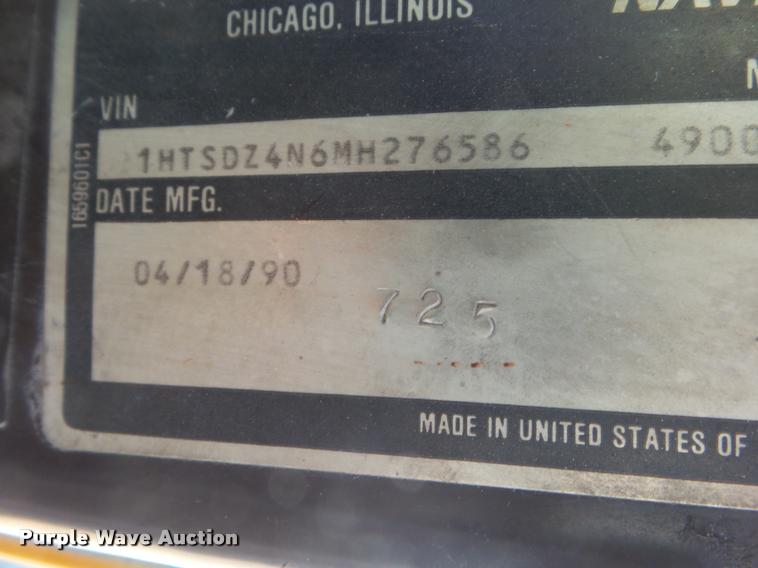 CHICAGO, ILLINOIS
VIN
1HTSDZ4N6MH276586 4900
1659601C1
DATE MFG.
04/18/90
725
MADE IN UNITED STATES OF
Purple Wave Auction